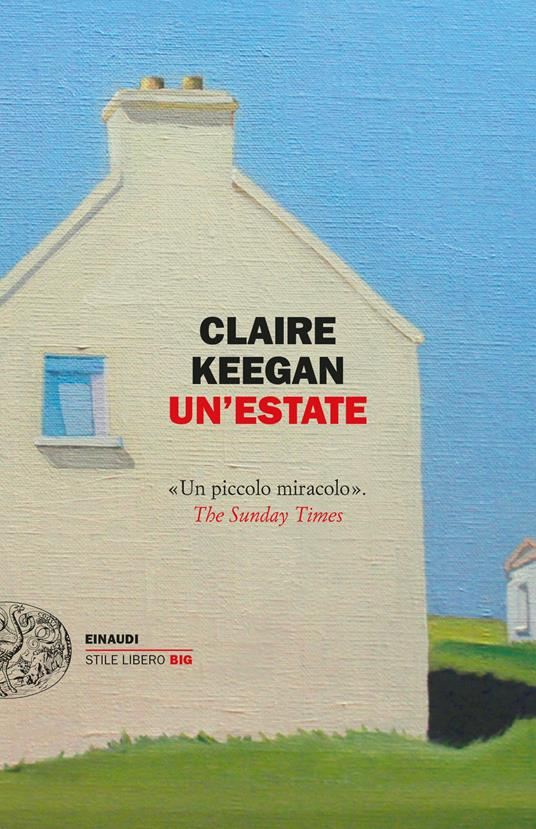 CLAIRE
KEEGAN
UN'ESTATE
«Un piccolo miracolo».
The Sunday Times
EINAUDI
STILE LIBERO BIG